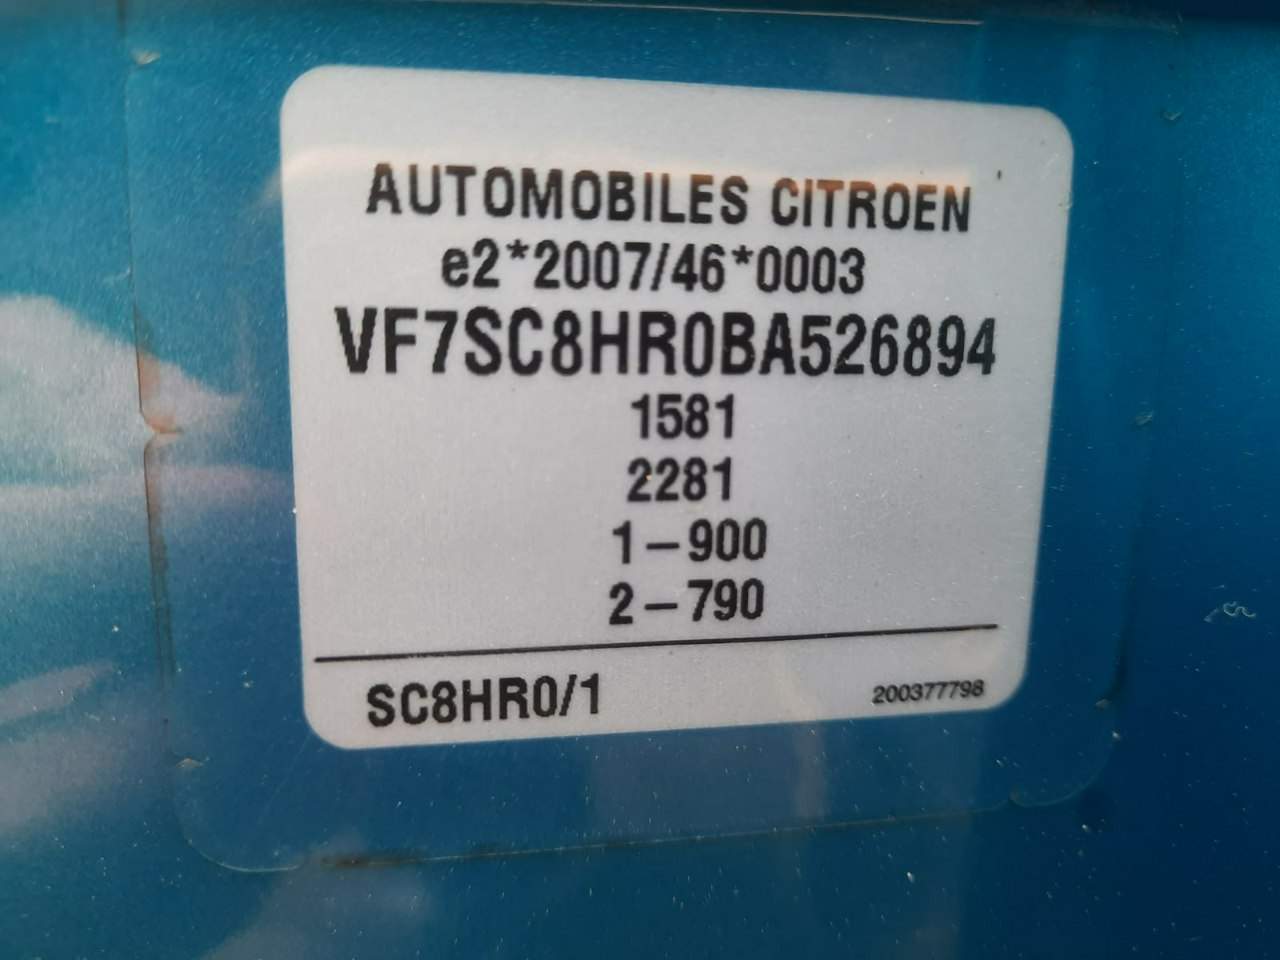 AUTOMOBILES CITROEN
e2*2007/46*0003
VF7SC8HR0BA526894
1581
2281
1-900
2-790
SC8HR0/1
200377798